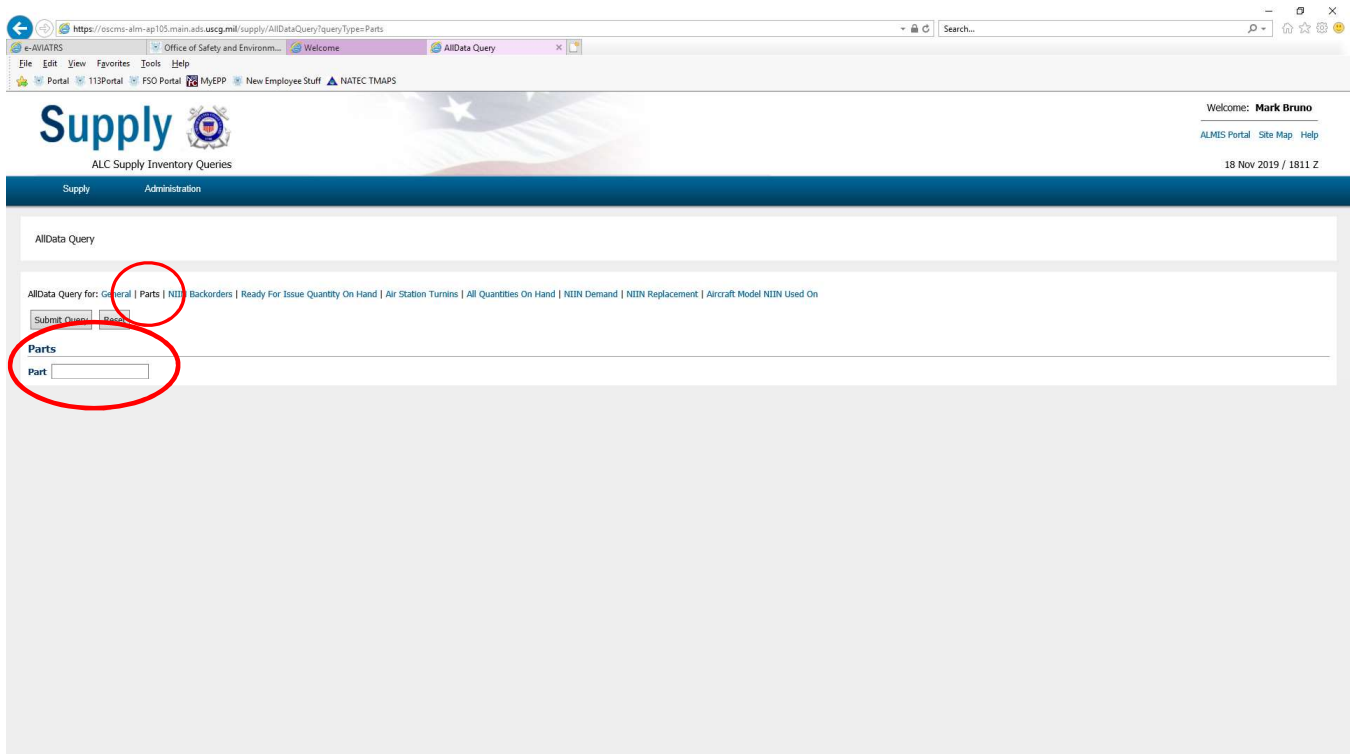 https://oscms-alm-ap105.main.ads.uscg.mil/supply/AllDataQuery?queryType=Parts
Search...
e-AVIATRS
Office of Safety and Environm...
Welcome
AllData Query
File Edit View Favorites Tools Help
Portal 113Portal FSO Portal MyEPP New Employee Stuff NATEC TMAPS
Supply
Welcome: Mark Bruno
ALMIS Portal Site Map Help
ALC Supply Inventory Queries
18 Nov 2019 / 1811 Z
Supply Administration
AllData Query
AllData Query for: General | Parts | NIIN Backorders | Ready For Issue Quantity On Hand | Air Station Turnins | All Quantities On Hand | NIIN Demand | NIIN Replacement | Aircraft Model NIIN Used On
Submit Query Reset
Parts
Part